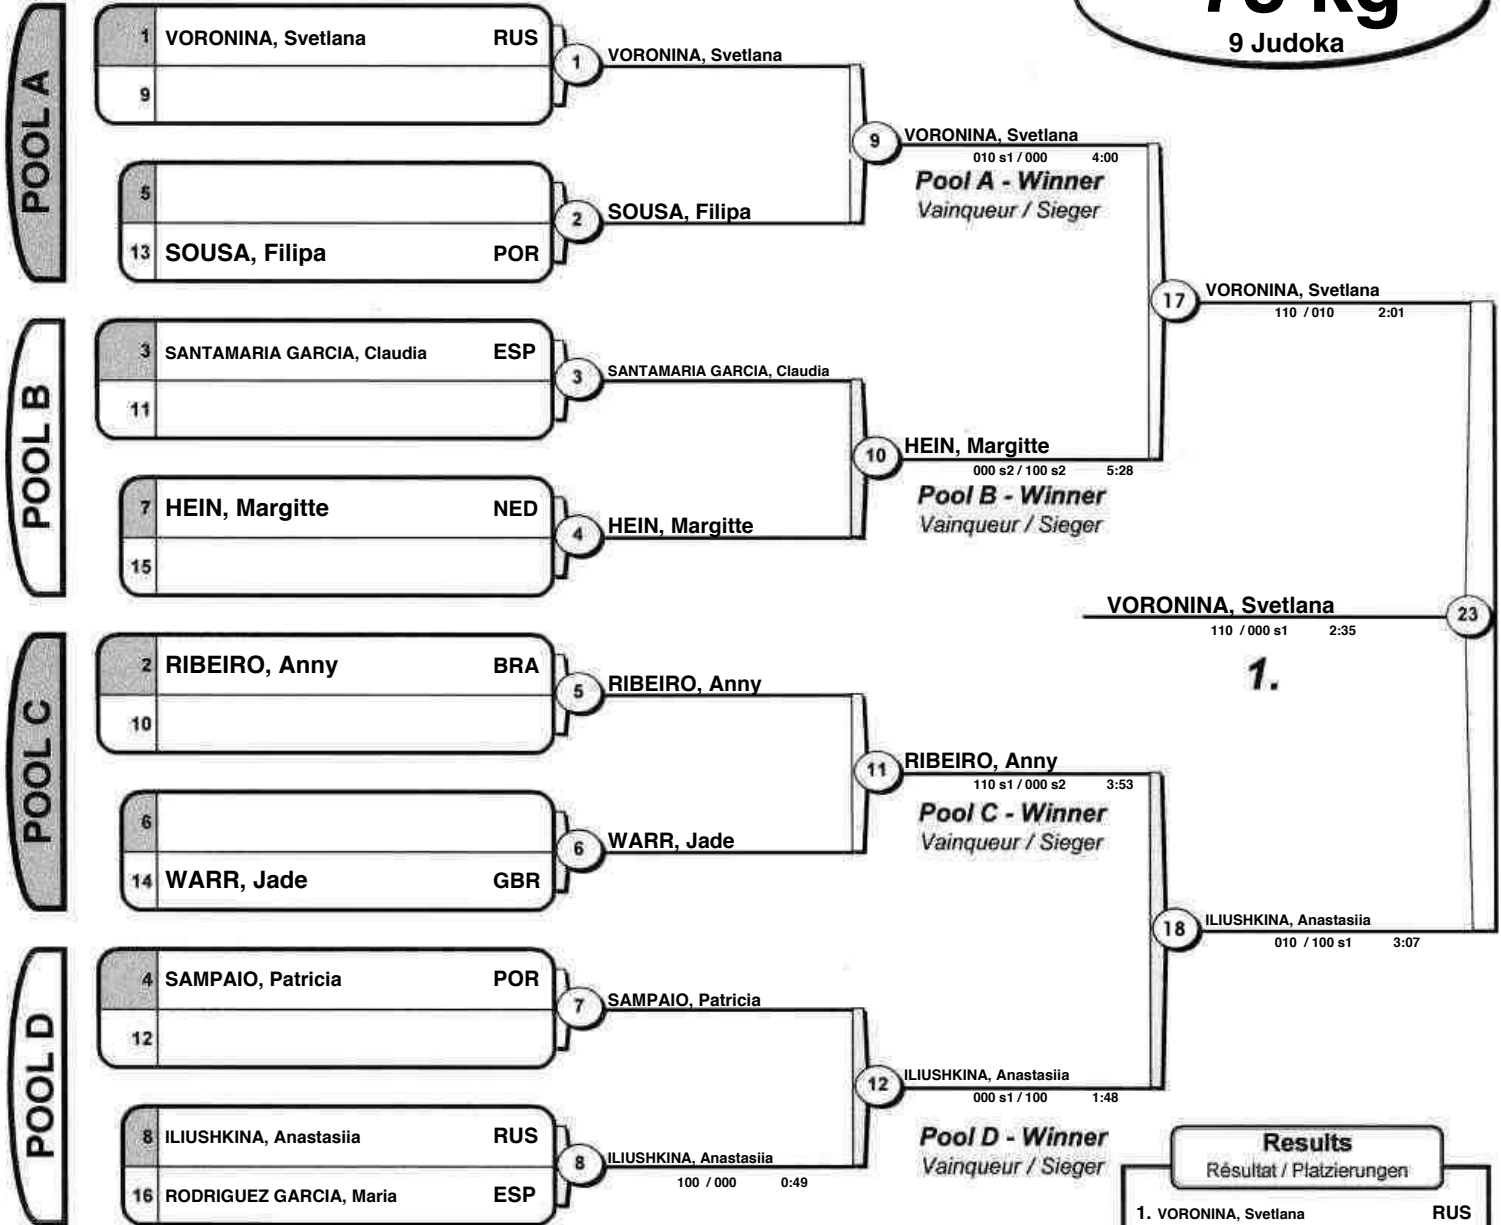 78 kg
9 Judoka
POOL A
1 VORONINA, Svetlana RUS
9
5
13 SOUSA, Filipa POR
1 VORONINA, Svetlana
2 SOUSA, Filipa
9 VORONINA, Svetlana
010 s1 / 000 4:00
Pool A - Winner
Vainqueur / Sieger
POOL B
3 SANTAMARIA GARCIA, Claudia ESP
11
7 HEIN, Margitte NED
15
3 SANTAMARIA GARCIA, Claudia
4 HEIN, Margitte
10 HEIN, Margitte
000 s2 / 100 s2 5:28
Pool B - Winner
Vainqueur / Sieger
17 VORONINA, Svetlana
110 / 010 2:01
VORONINA, Svetlana 23
110 / 000 s1 2:35
1.
POOL C
2 RIBEIRO, Anny BRA
10
6
14 WARR, Jade GBR
5 RIBEIRO, Anny
6 WARR, Jade
11 RIBEIRO, Anny
110 s1 / 000 s2 3:53
Pool C - Winner
Vainqueur / Sieger
POOL D
4 SAMPAIO, Patricia POR
12
8 ILIUSHKINA, Anastasiia RUS
16 RODRIGUEZ GARCIA, Maria ESP
7 SAMPAIO, Patricia
8 ILIUSHKINA, Anastasiia
100 / 000 0:49
12 ILIUSHKINA, Anastasiia
000 s1 / 100 1:48
Pool D - Winner
Vainqueur / Sieger
18 ILIUSHKINA, Anastasiia
010 / 100 s1 3:07
Results
Résultat / Platzierungen
1. VORONINA, Svetlana RUS